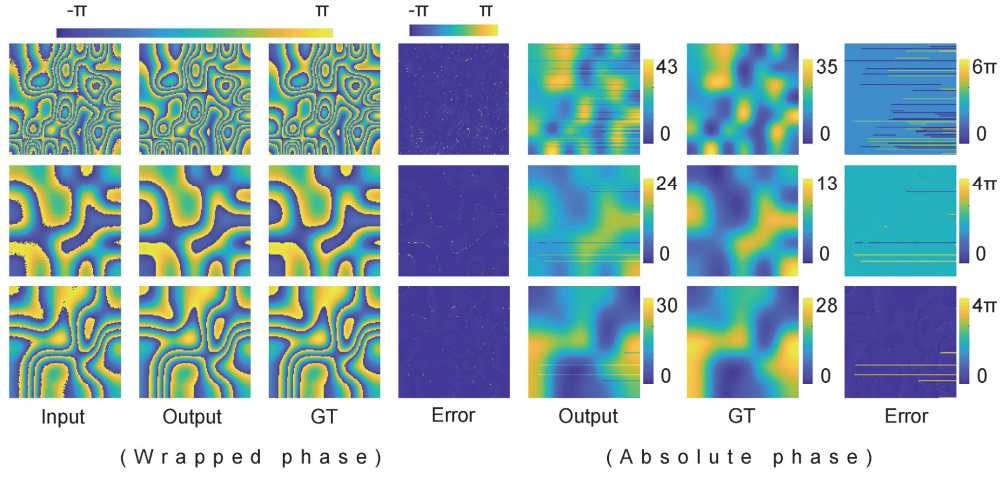 -π π -π π
43 35 6π
0 0 0
24 13 4π
0 0 0
30 28 4π
0 0 0
Input Output GT Error Output GT Error
(Wrapped phase) (Absolute phase)